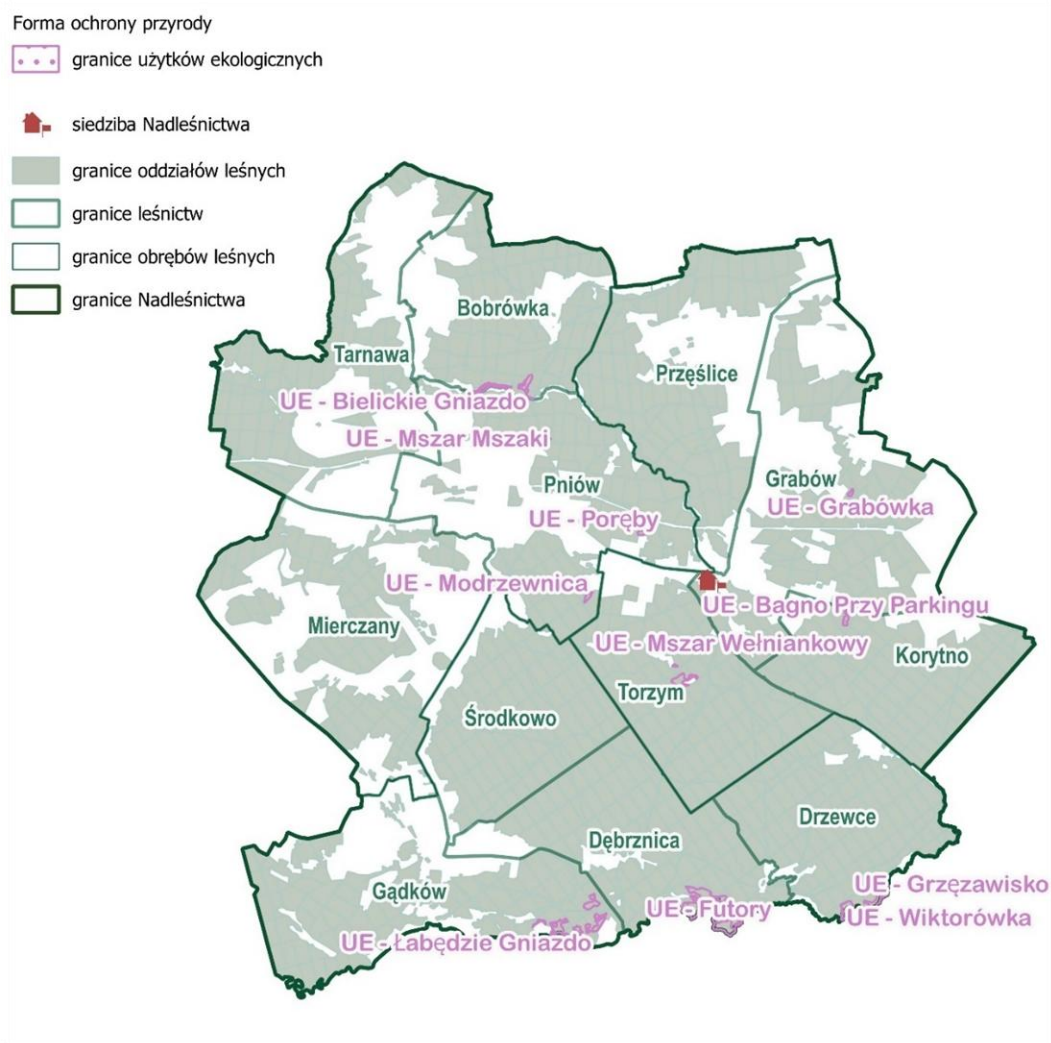 Forma ochrony przyrody
granice użytków ekologicznych
siedziba Nadleśnictwa
granice oddziałów leśnych
granice leśnictw
granice obrębów leśnych
granice Nadleśnictwa
Bobrówka
Tarnawa
Przęślice
UE - Bielickie Gniazdo
UE - Mszar Mszaki
Pniów
Grabów
UE - Grabówka
UE - Poręby
UE - Modrzewnica
UE - Bagno Przy Parkingu
Mierczany
UE - Mszar Wełniankowy
Korytno
Torzym
Środkowo
Drzewce
Dębrznica
Gądków
UE - Grzęzawisko
UE - Futory
UE - Wiktorówka
UE - Łabędzie Gniazdo